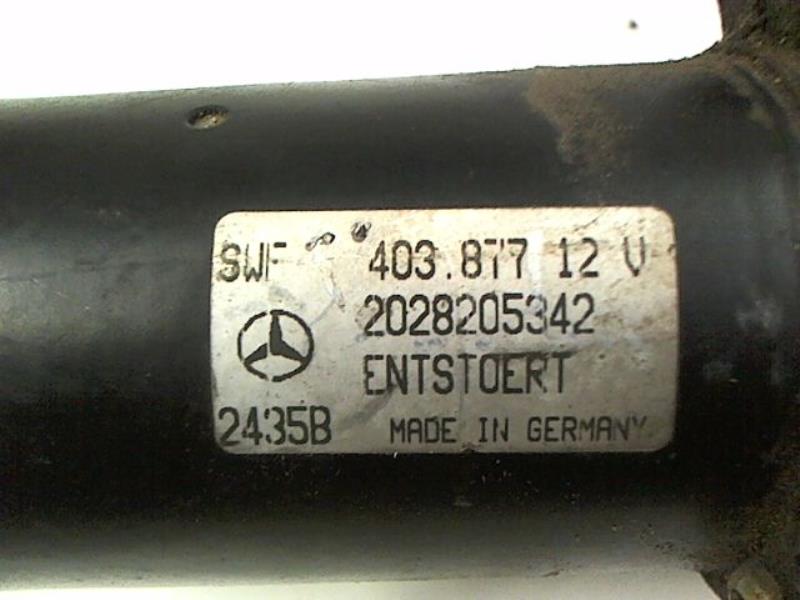 SWF 403.877 12 V
2028205342
ENTSTOERT
2435B MADE IN GERMANY